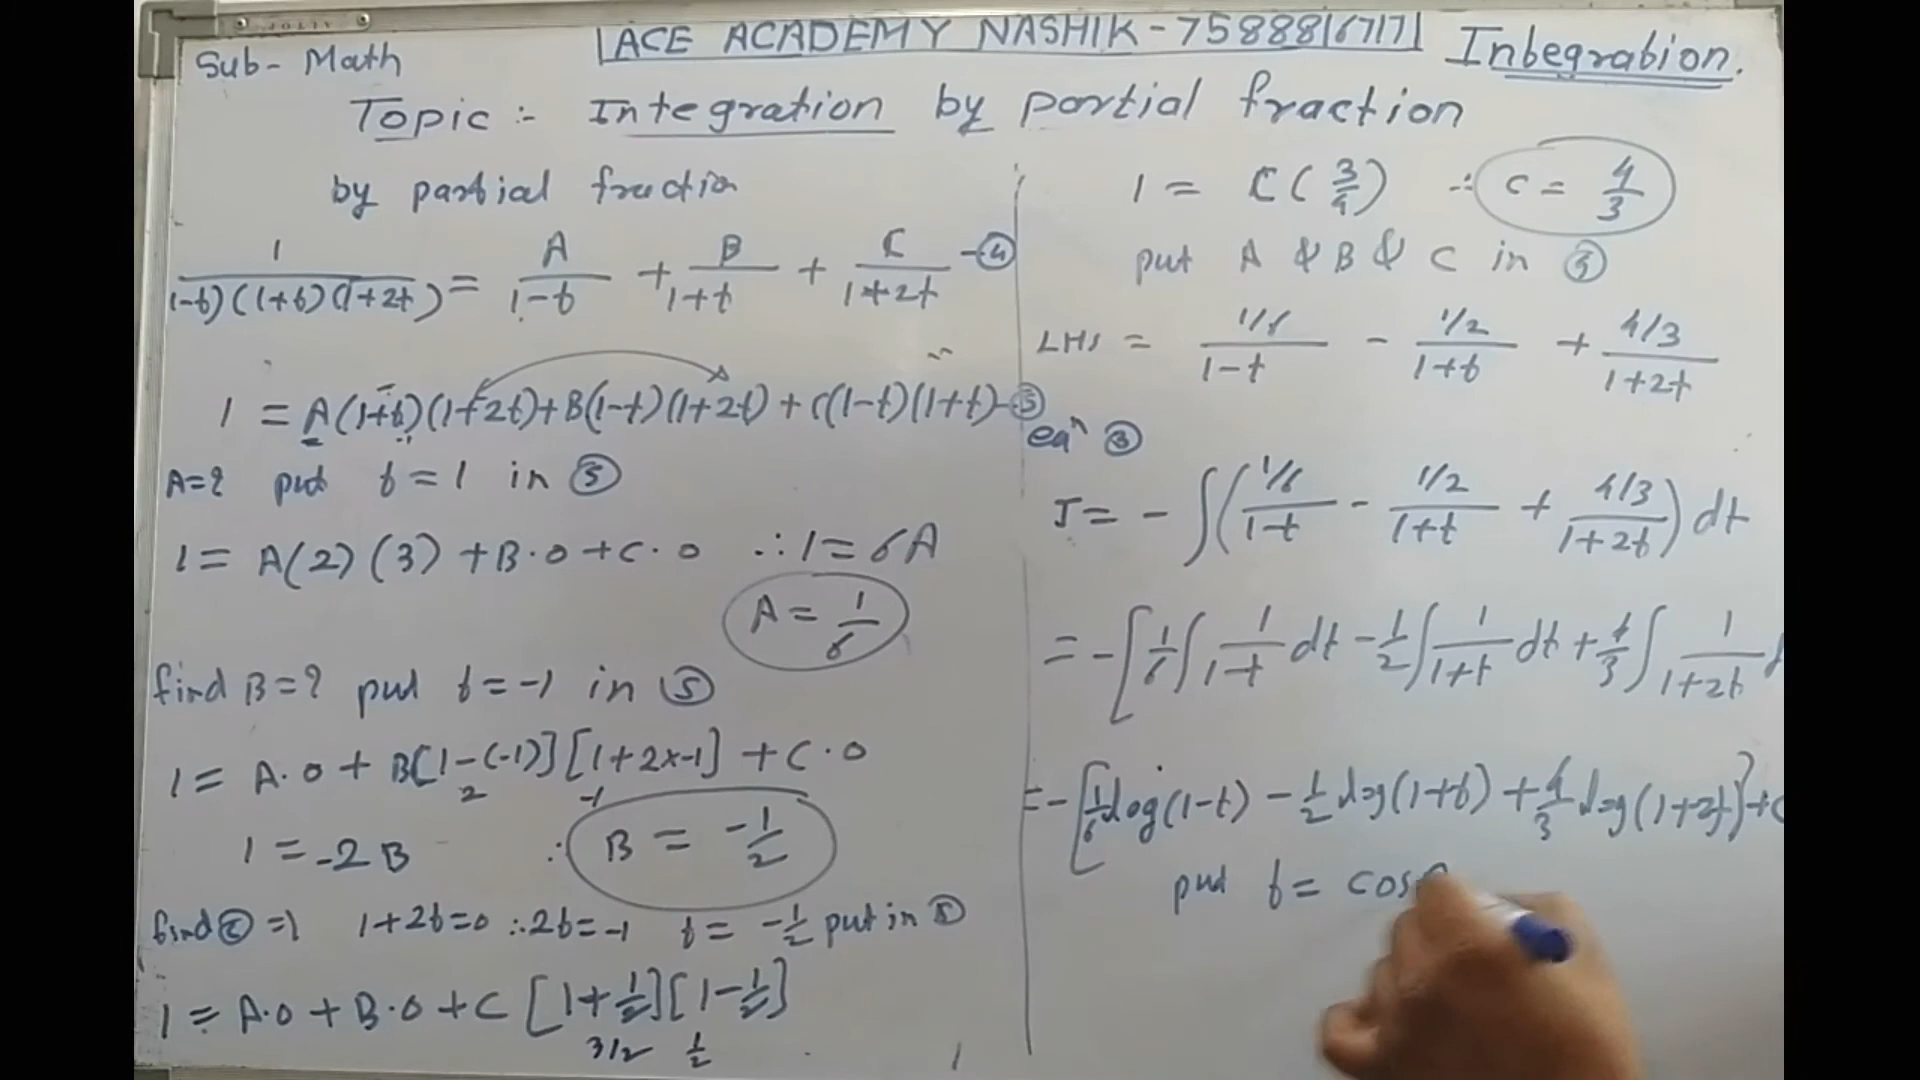 JOLLY
ACE ACADEMY NASHIK - 7588816717
Sub - Math
Inbegrabion.
Topic :- Integration by partial fraction
by partial fraction
1/(1-t)(1+t)(1+2t) = A/(1-t) + B/(1+t) + C/(1+2t) - ④
1 = A(1+t)(1+2t) + B(1-t)(1+2t) + C(1-t)(1+t) - ⑤
A=? put t = 1 in ⑤
1 = A(2)(3) + B·0 + C·0 ∴ 1 = 6A
A = 1/6
find B=? put t = -1 in ⑤
1 = A·0 + B[1-(-1)][1+2x-1] + C·0
2 -1
1 = -2B ∴ B = -1/2
find © =? 1+2t=0 ∴ 2t=-1 t = -1/2 put in ⑤
1 = A·0 + B·0 + C [1+1/2][1-1/2]
3/2 1/2
1 = C(3/4) ∴ C = 4/3
put A & B & C in ④
LHS = (1/6)/(1-t) - (1/2)/(1+t) + (4/3)/(1+2t)
eqⁿ ③
I = -∫((1/6)/(1-t) - (1/2)/(1+t) + (4/3)/(1+2t)) dt
= -[1/6 ∫ 1/(1-t) dt - 1/2 ∫ 1/(1+t) dt + 4/3 ∫ 1/(1+2t) d
= -[1/6 log(1-t) - 1/2 log(1+t) + 4/3 log(1+2t)] + C
put t = cos